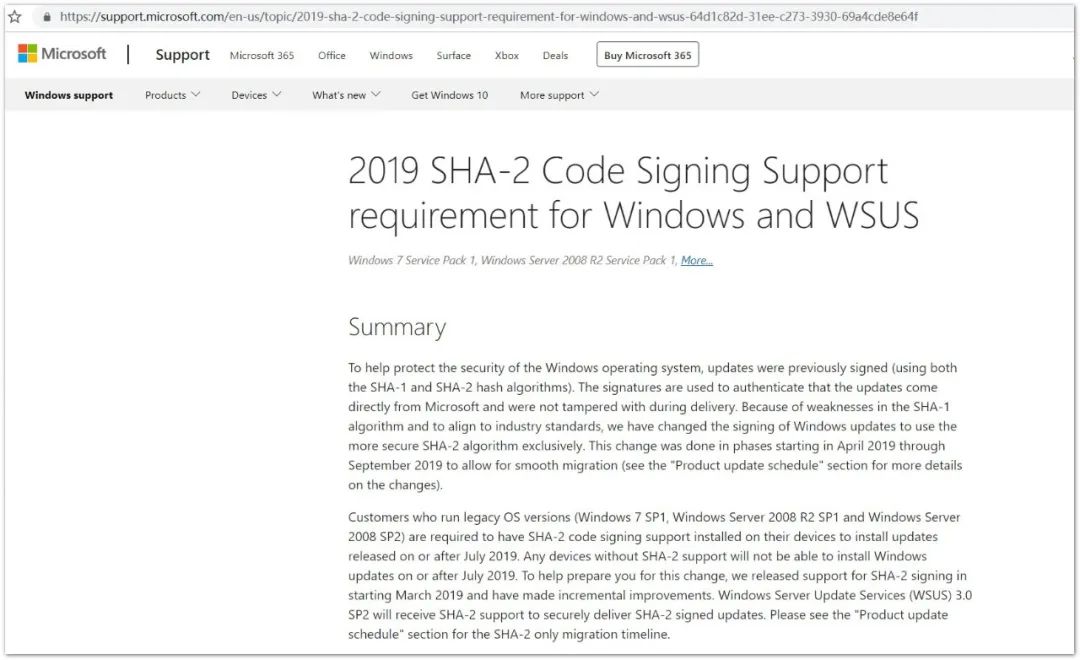 https://support.microsoft.com/en-us/topic/2019-sha-2-code-signing-support-requirement-for-windows-and-wsus-64d1c82d-31ee-c273-3930-69a4cde8e64f
Microsoft | Support Microsoft 365 Office Windows Surface Xbox Deals Buy Microsoft 365
Windows support Products Devices What's new Get Windows 10 More support
2019 SHA-2 Code Signing Support
requirement for Windows and WSUS
Windows 7 Service Pack 1, Windows Server 2008 R2 Service Pack 1, More...
Summary
To help protect the security of the Windows operating system, updates were previously signed (using both
the SHA-1 and SHA-2 hash algorithms). The signatures are used to authenticate that the updates come
directly from Microsoft and were not tampered with during delivery. Because of weaknesses in the SHA-1
algorithm and to align to industry standards, we have changed the signing of Windows updates to use the
more secure SHA-2 algorithm exclusively. This change was done in phases starting in April 2019 through
September 2019 to allow for smooth migration (see the "Product update schedule" section for more details
on the changes).
Customers who run legacy OS versions (Windows 7 SP1, Windows Server 2008 R2 SP1 and Windows Server
2008 SP2) are required to have SHA-2 code signing support installed on their devices to install updates
released on or after July 2019. Any devices without SHA-2 support will not be able to install Windows
updates on or after July 2019. To help prepare you for this change, we released support for SHA-2 signing in
starting March 2019 and have made incremental improvements. Windows Server Update Services (WSUS) 3.0
SP2 will receive SHA-2 support to securely deliver SHA-2 signed updates. Please see the "Product update
schedule" section for the SHA-2 only migration timeline.